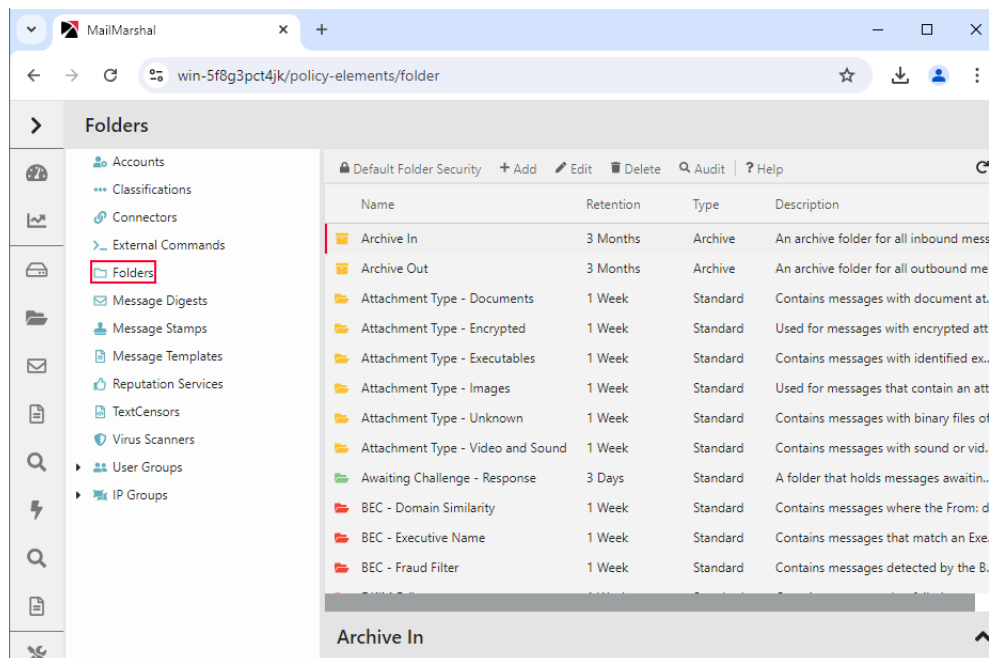 MailMarshal
win-5f8g3pct4jk/policy-elements/folder
Folders
Accounts
Classifications
Connectors
External Commands
Folders
Message Digests
Message Stamps
Message Templates
Reputation Services
TextCensors
Virus Scanners
User Groups
IP Groups
Default Folder Security + Add Edit Delete Audit ? Help
Name Retention Type Description
Archive In 3 Months Archive An archive folder for all inbound mess
Archive Out 3 Months Archive An archive folder for all outbound me
Attachment Type - Documents 1 Week Standard Contains messages with document at..
Attachment Type - Encrypted 1 Week Standard Used for messages with encrypted att
Attachment Type - Executables 1 Week Standard Contains messages with identified ex..
Attachment Type - Images 1 Week Standard Used for messages that contain an att
Attachment Type - Unknown 1 Week Standard Contains messages with binary files of
Attachment Type - Video and Sound 1 Week Standard Contains messages with sound or vid..
Awaiting Challenge - Response 3 Days Standard A folder that holds messages awaitin..
BEC - Domain Similarity 1 Week Standard Contains messages where the From: d
BEC - Executive Name 1 Week Standard Contains messages that match an Exe.
BEC - Fraud Filter 1 Week Standard Contains messages detected by the B.
Archive In